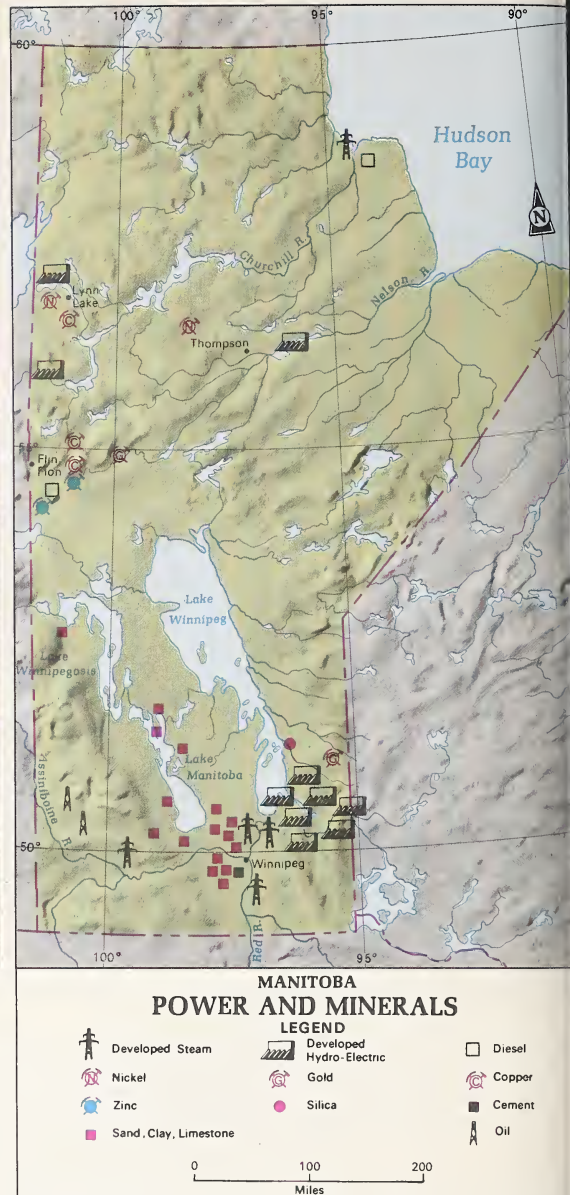 100°
95°
90°
60°
Hudson
Bay
N
Churchill R.
Nelson R.
Lynn
Lake
N
C
N
Thompson
C
Flin
Flon
C
G
Lake
Winnipeg
Lake
Winnipegosis
G
Lake
Manitoba
Assiniboine R.
50°
Winnipeg
Red R.
100°
95°
MANITOBA
POWER AND MINERALS
LEGEND
Developed Steam
Developed
Hydro-Electric
Diesel
N
Nickel
G
Gold
C
Copper
Zinc
Silica
Cement
Sand, Clay, Limestone
Oil
0
100
200
Miles